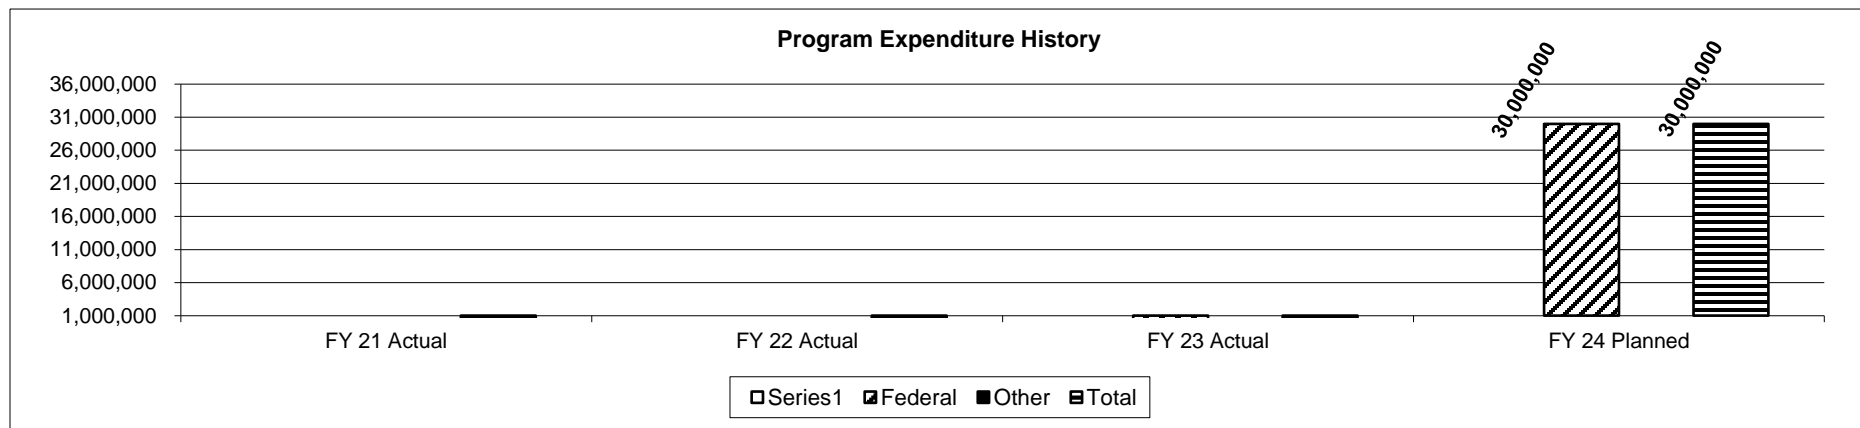 Program Expenditure History
36,000,000
31,000,000
26,000,000
21,000,000
16,000,000
11,000,000
6,000,000
1,000,000
30,000,000
30,000,000
FY 21 Actual
FY 22 Actual
FY 23 Actual
FY 24 Planned
Series1 Federal Other Total